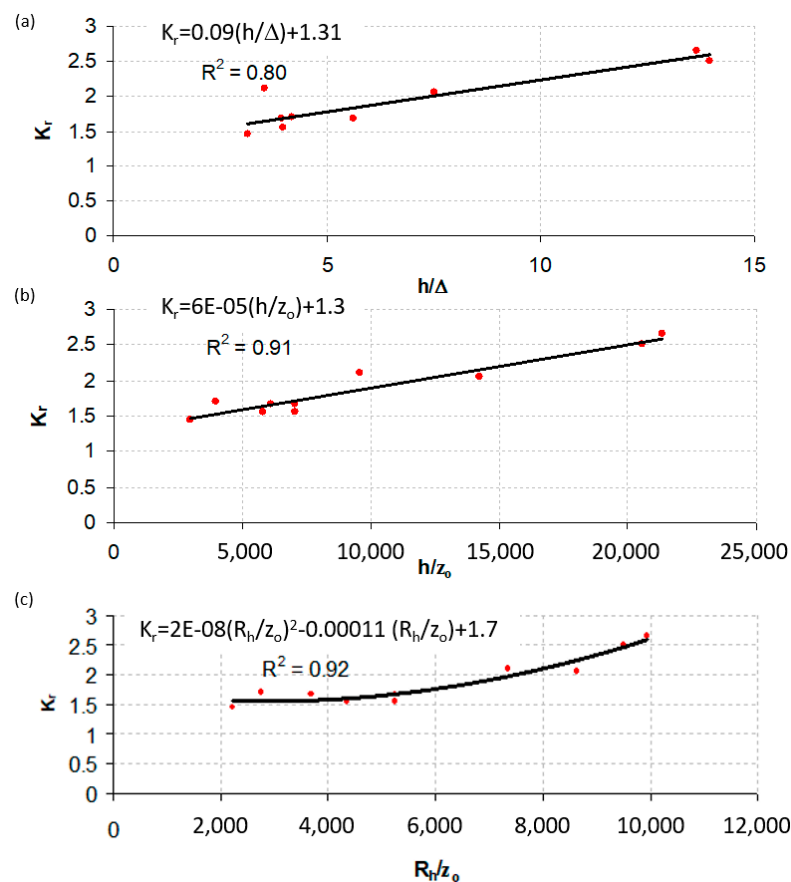 (a)
Kr=0.09(h/Δ)+1.31
R² = 0.80
3
2.5
2
1.5
1
0.5
0
Kr
0 5 10 15
h/Δ
(b)
Kr=6E-05(h/zo)+1.3
R² = 0.91
3
2.5
2
1.5
1
0.5
0
Kr
0 5,000 10,000 15,000 20,000 25,000
h/zo
(c)
Kr=2E-08(Rh/zo)²-0.00011 (Rh/zo)+1.7
R² = 0.92
3
2.5
2
1.5
1
0.5
0
Kr
0 2,000 4,000 6,000 8,000 10,000 12,000
Rh/zo